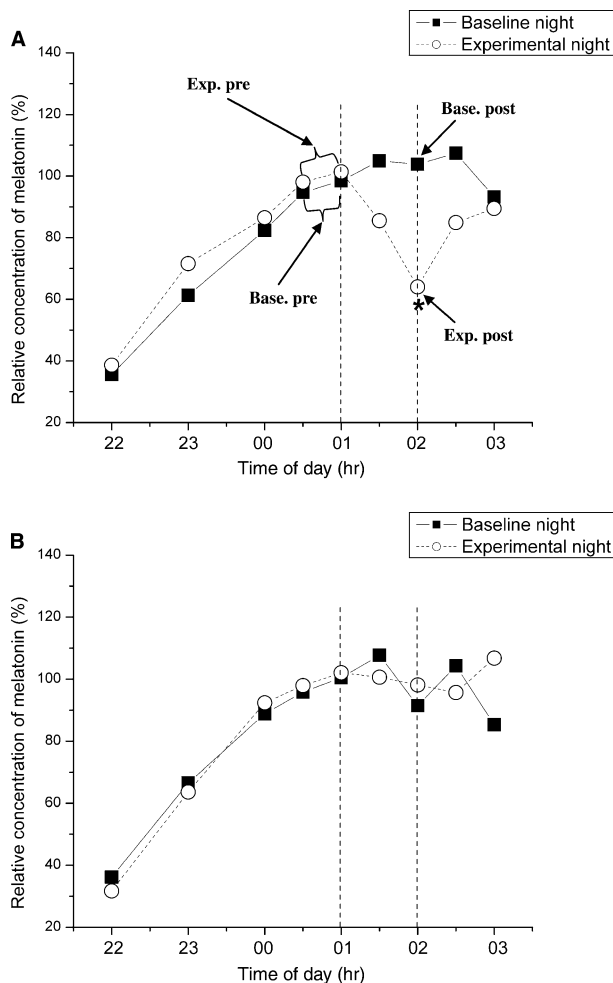 Baseline night
Experimental night
A
140
120
100
80
60
40
20
Relative concentration of melatonin (%)
Exp. pre
Base. post
Base. pre
*
Exp. post
22
23
00
01
02
03
Time of day (hr)
Baseline night
Experimental night
B
140
120
100
80
60
40
20
Relative concentration of melatonin (%)
22
23
00
01
02
03
Time of day (hr)